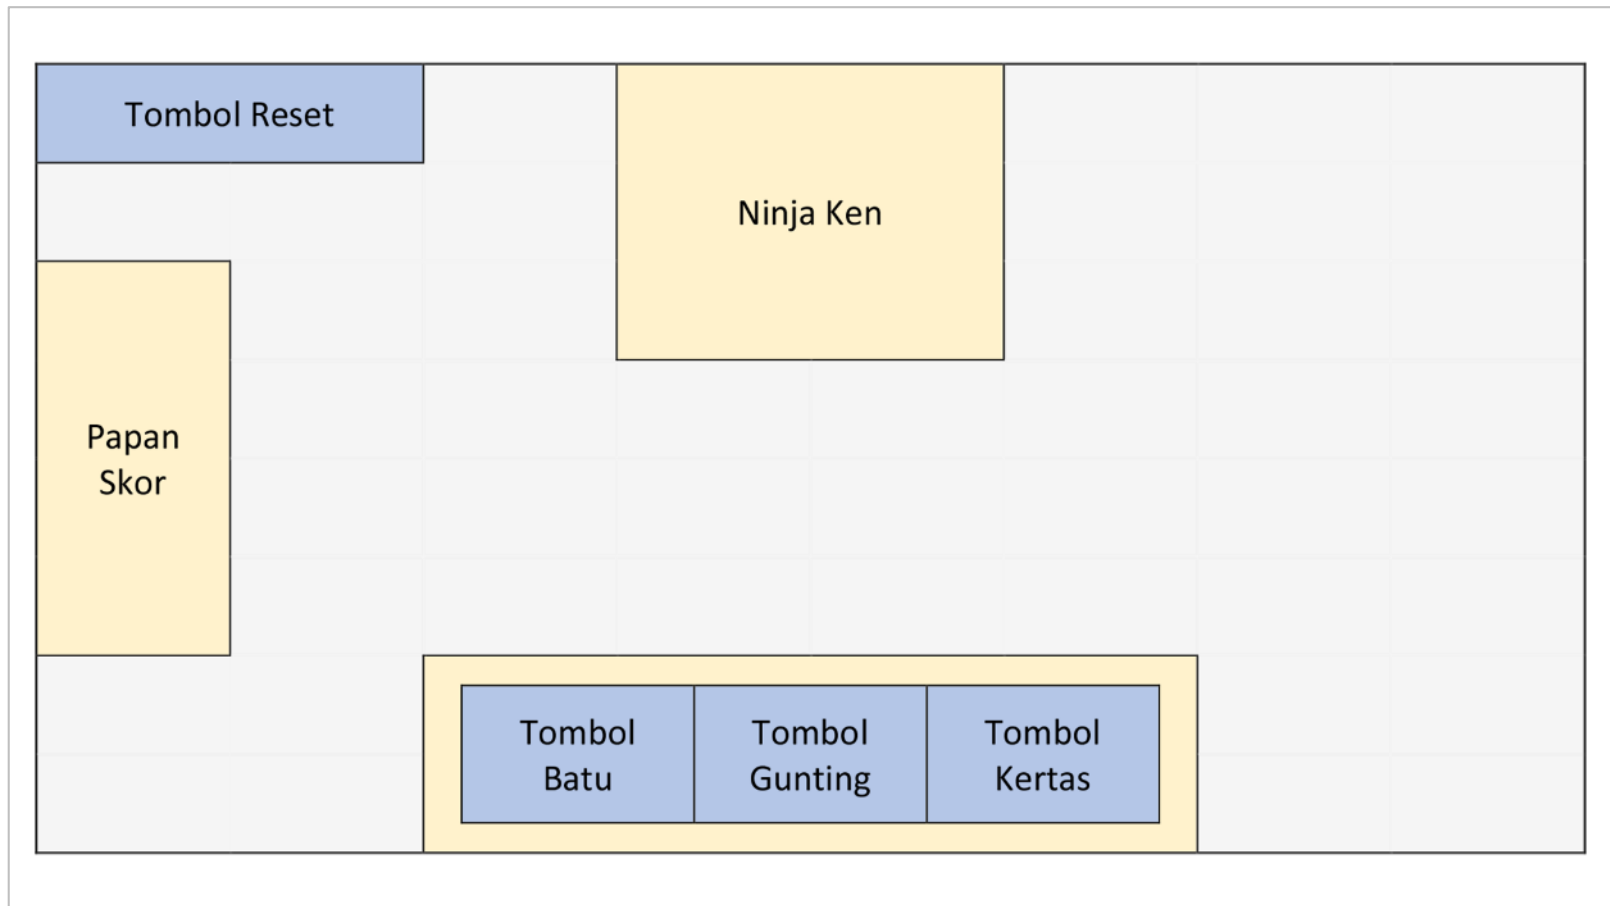 Tombol Reset
Ninja Ken
Papan
Skor
Tombol
Batu
Tombol
Gunting
Tombol
Kertas